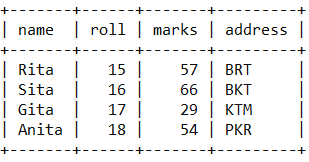 +-------+------+-------+---------+
| name  | roll | marks | address |
+-------+------+-------+---------+
| Rita  |   15 |    57 | BRT     |
| Sita  |   16 |    66 | BKT     |
| Gita  |   17 |    29 | KTM     |
| Anita |   18 |    54 | PKR     |
+-------+------+-------+---------+